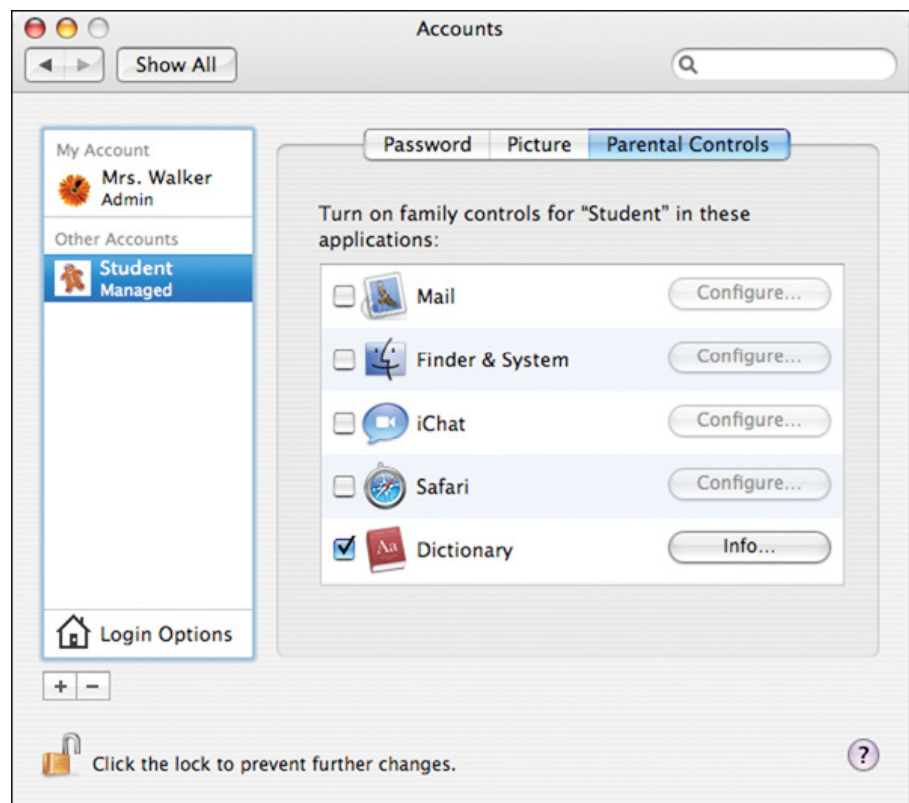 Accounts
Show All
My Account
Mrs. Walker
Admin
Other Accounts
Student
Managed
Login Options
Password Picture Parental Controls
Turn on family controls for "Student" in these
applications:
Mail Configure...
Finder & System Configure...
iChat Configure...
Safari Configure...
Aa Dictionary Info...
+ −
Click the lock to prevent further changes. ?